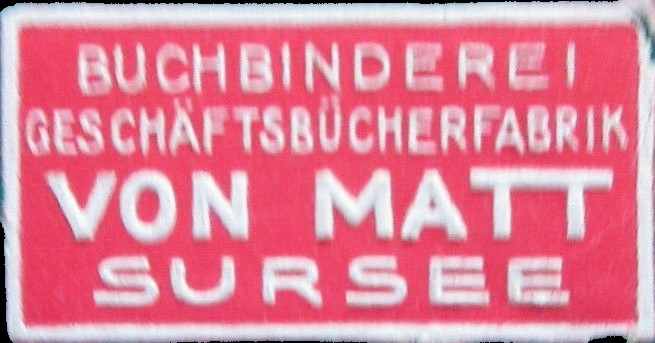 BUCHBINDEREI
GESCHÄFTSBÜCHERFABRIK
VON MATT
SURSEE